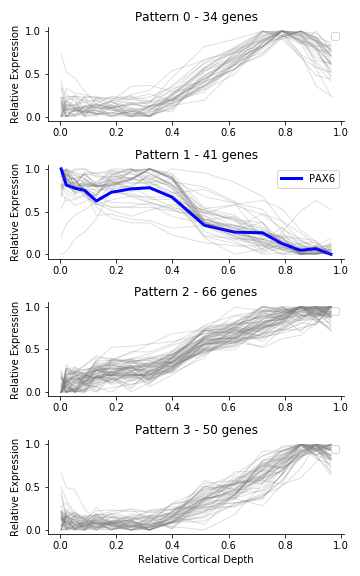 Pattern 0 - 34 genes
Relative Expression
1.0
0.5
0.0
0.0 0.2 0.4 0.6 0.8 1.0
Pattern 1 - 41 genes
Relative Expression
1.0
0.5
0.0
PAX6
0.0 0.2 0.4 0.6 0.8 1.0
Pattern 2 - 66 genes
Relative Expression
1.0
0.5
0.0
0.0 0.2 0.4 0.6 0.8 1.0
Pattern 3 - 50 genes
Relative Expression
1.0
0.5
0.0
0.0 0.2 0.4 0.6 0.8 1.0
Relative Cortical Depth